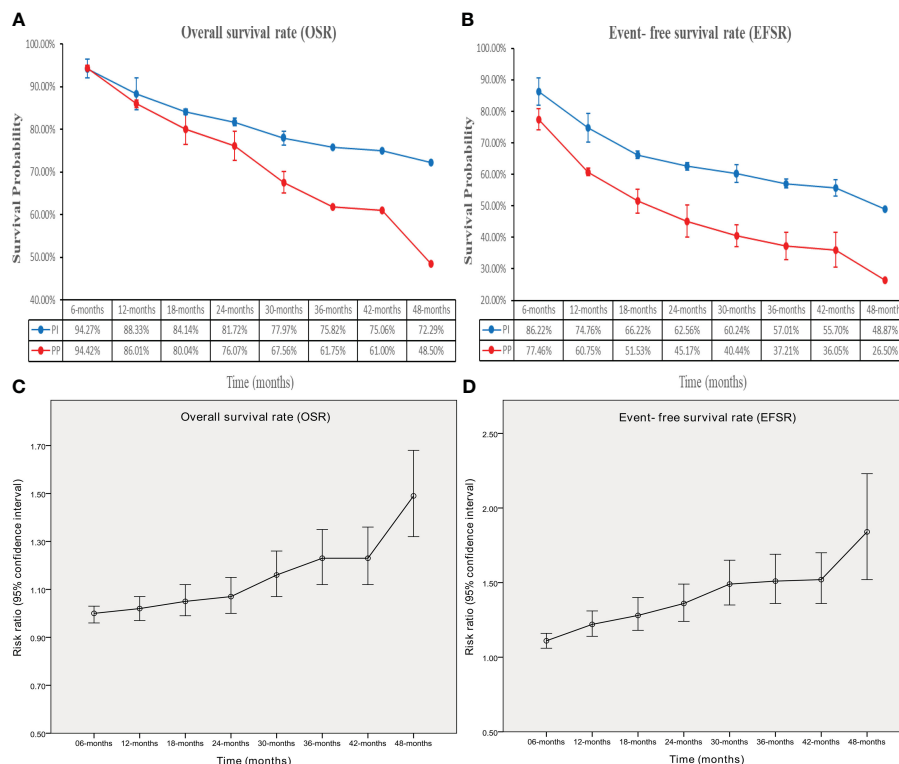 A
Overall survival rate (OSR)
100.00%
90.00%
80.00%
70.00%
60.00%
50.00%
40.00%
Survival Probability
6-months 12-months 18-months 24-months 30-months 36-months 42-months 48-months
PI 94.27% 88.33% 84.14% 81.72% 77.97% 75.82% 75.06% 72.29%
PP 94.42% 86.01% 80.04% 76.07% 67.56% 61.75% 61.00% 48.50%
Time (months)
B
Event- free survival rate (EFSR)
100.00%
90.00%
80.00%
70.00%
60.00%
50.00%
40.00%
30.00%
20.00%
Survival Probability
6-months 12-months 18-months 24-months 30-months 36-months 42-months 48-months
PI 86.22% 74.76% 66.22% 62.56% 60.24% 57.01% 55.70% 48.87%
PP 77.46% 60.75% 51.53% 45.17% 40.44% 37.21% 36.05% 26.50%
Time (months)
C
Overall survival rate (OSR)
1.70
1.50
1.30
1.10
0.90
0.70
0.50
Risk ratio (95% confidence interval)
06-months 12-months 18-months 24-months 30-months 36-months 42-months 48-months
Time (months)
D
Event- free survival rate (EFSR)
2.50
2.00
1.50
1.00
0.50
Risk ratio (95% confidence interval)
06-months 12-months 18-months 24-months 30-months 36-months 42-months 48-months
Time (months)